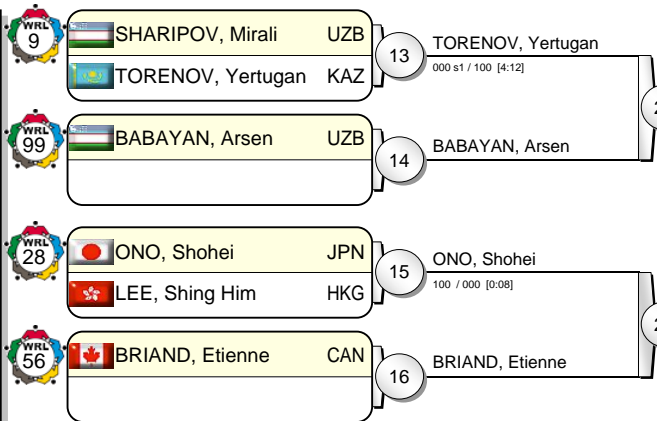 WRL
9
SHARIPOV, Mirali UZB
TORENOV, Yertugan KAZ
13
TORENOV, Yertugan
000 s1 / 100 [4:12]
WRL
99
BABAYAN, Arsen UZB
14
BABAYAN, Arsen
WRL
28
ONO, Shohei JPN
LEE, Shing Him HKG
15
ONO, Shohei
100 / 000 [0:08]
WRL
56
BRIAND, Etienne CAN
16
BRIAND, Etienne